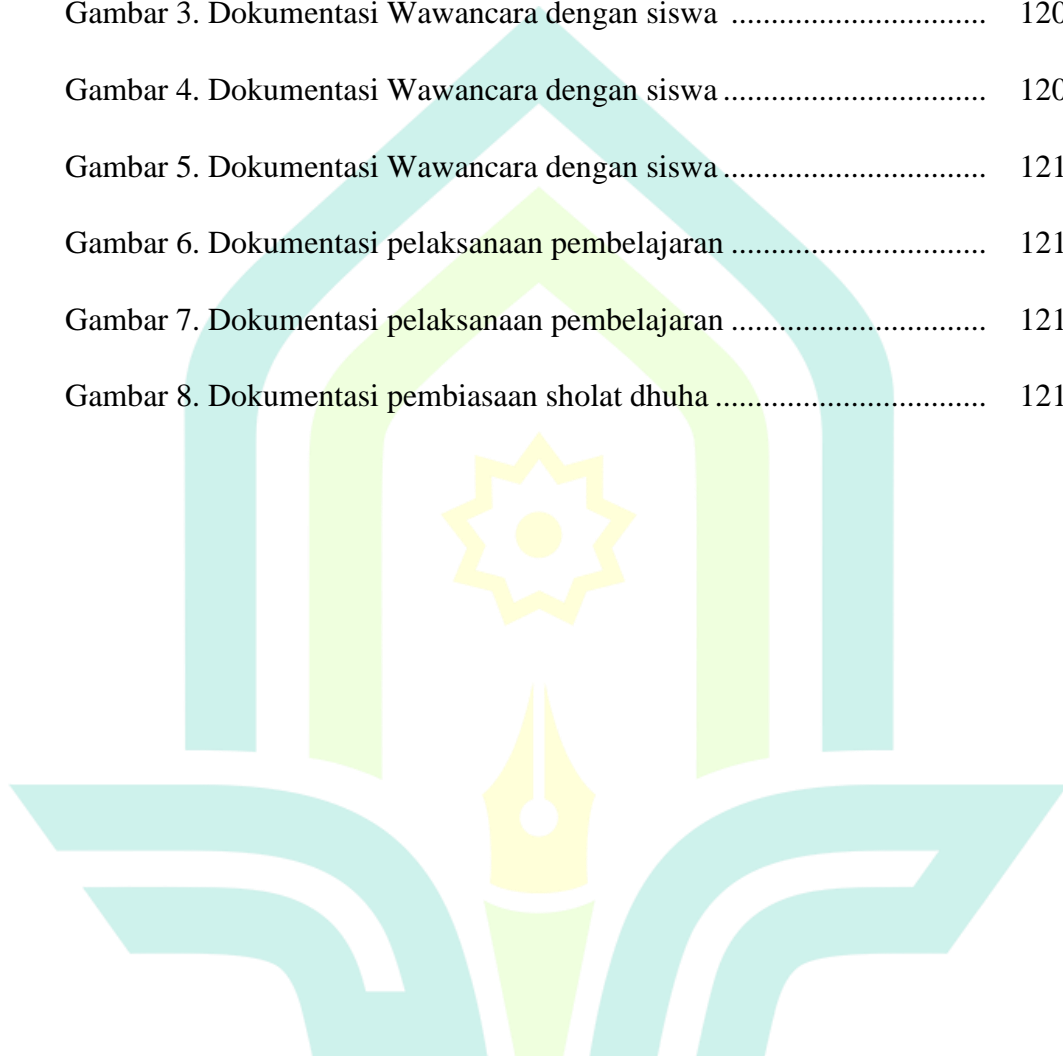 Gambar 3. Dokumentasi Wawancara dengan siswa ................................ 120
Gambar 4. Dokumentasi Wawancara dengan siswa ................................. 120
Gambar 5. Dokumentasi Wawancara dengan siswa ................................. 121
Gambar 6. Dokumentasi pelaksanaan pembelajaran ................................ 121
Gambar 7. Dokumentasi pelaksanaan pembelajaran ................................ 121
Gambar 8. Dokumentasi pembiasaan sholat dhuha .................................. 121